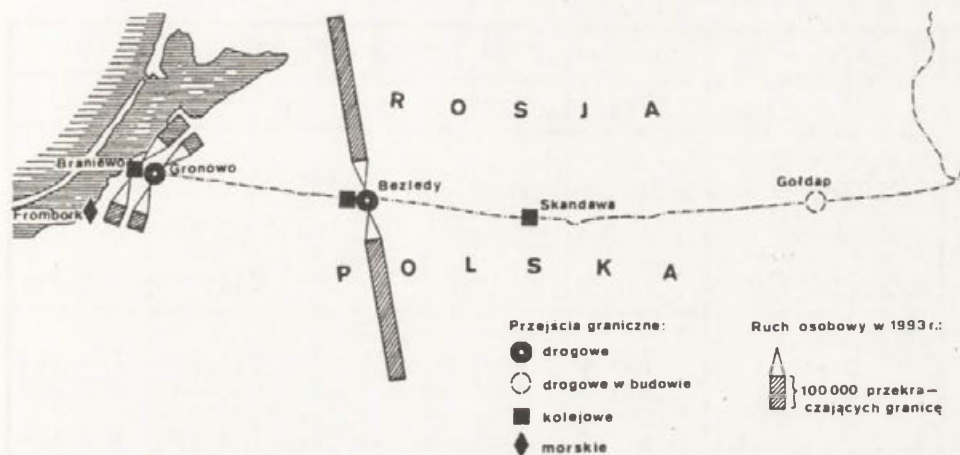 R O S J A
Braniewo
Gronowo
Frombork
Bezledy
Skandawa
Gołdap
P O L S K A
Przejścia graniczne:
drogowe
drogowe w budowie
kolejowe
morskie
Ruch osobowy w 1993 r.:
100 000 przekra-
czających granicę